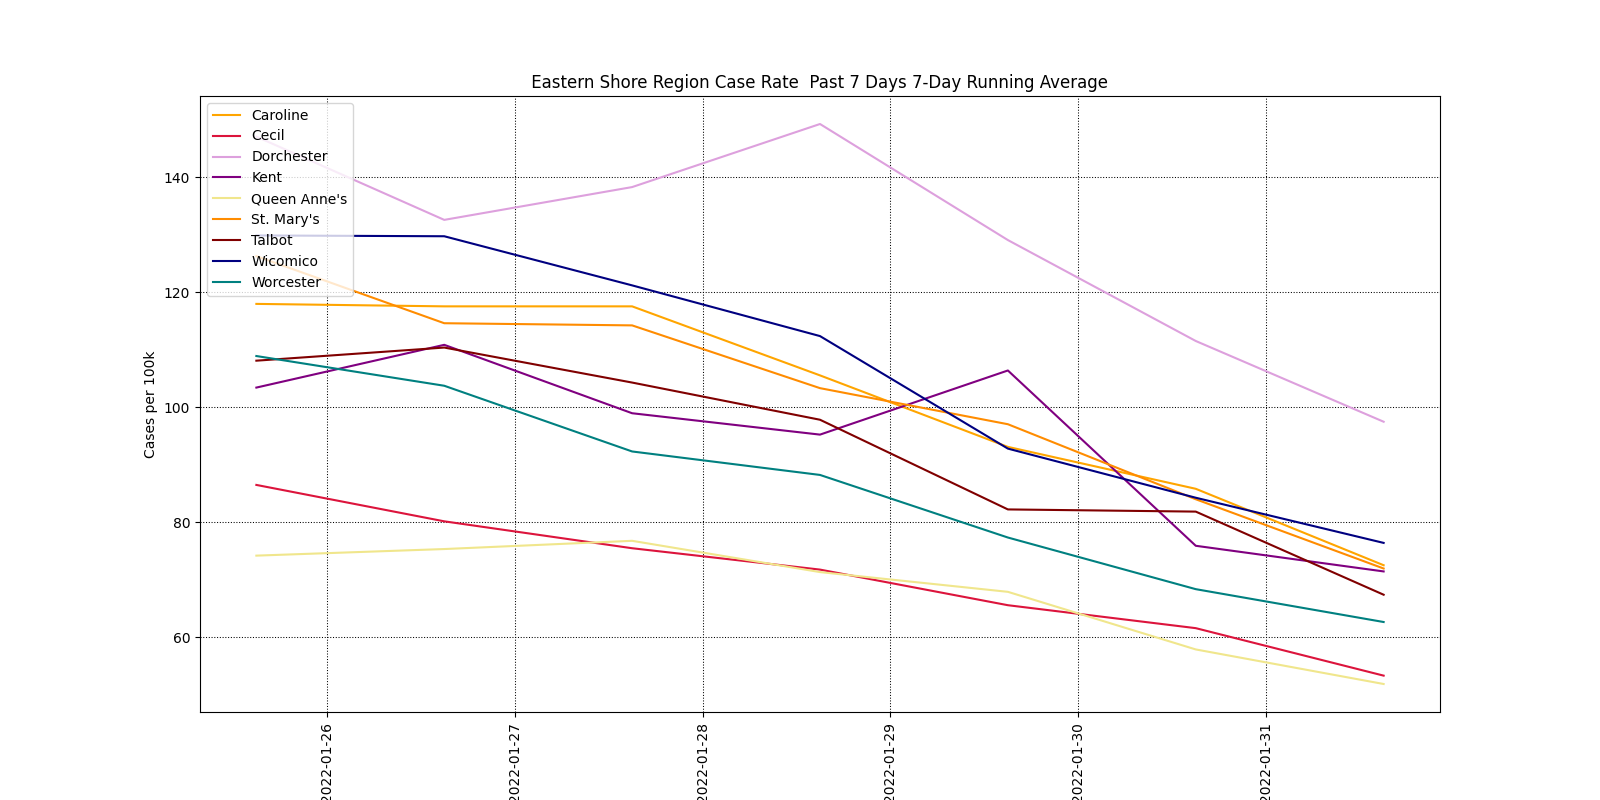 Eastern Shore Region Case Rate  Past 7 Days 7-Day Running Average
Caroline
Cecil
Dorchester
Kent
Queen Anne's
St. Mary's
Talbot
Wicomico
Worcester
Cases per 100k
140
120
100
80
60
2022-01-26
2022-01-27
2022-01-28
2022-01-29
2022-01-30
2022-01-31